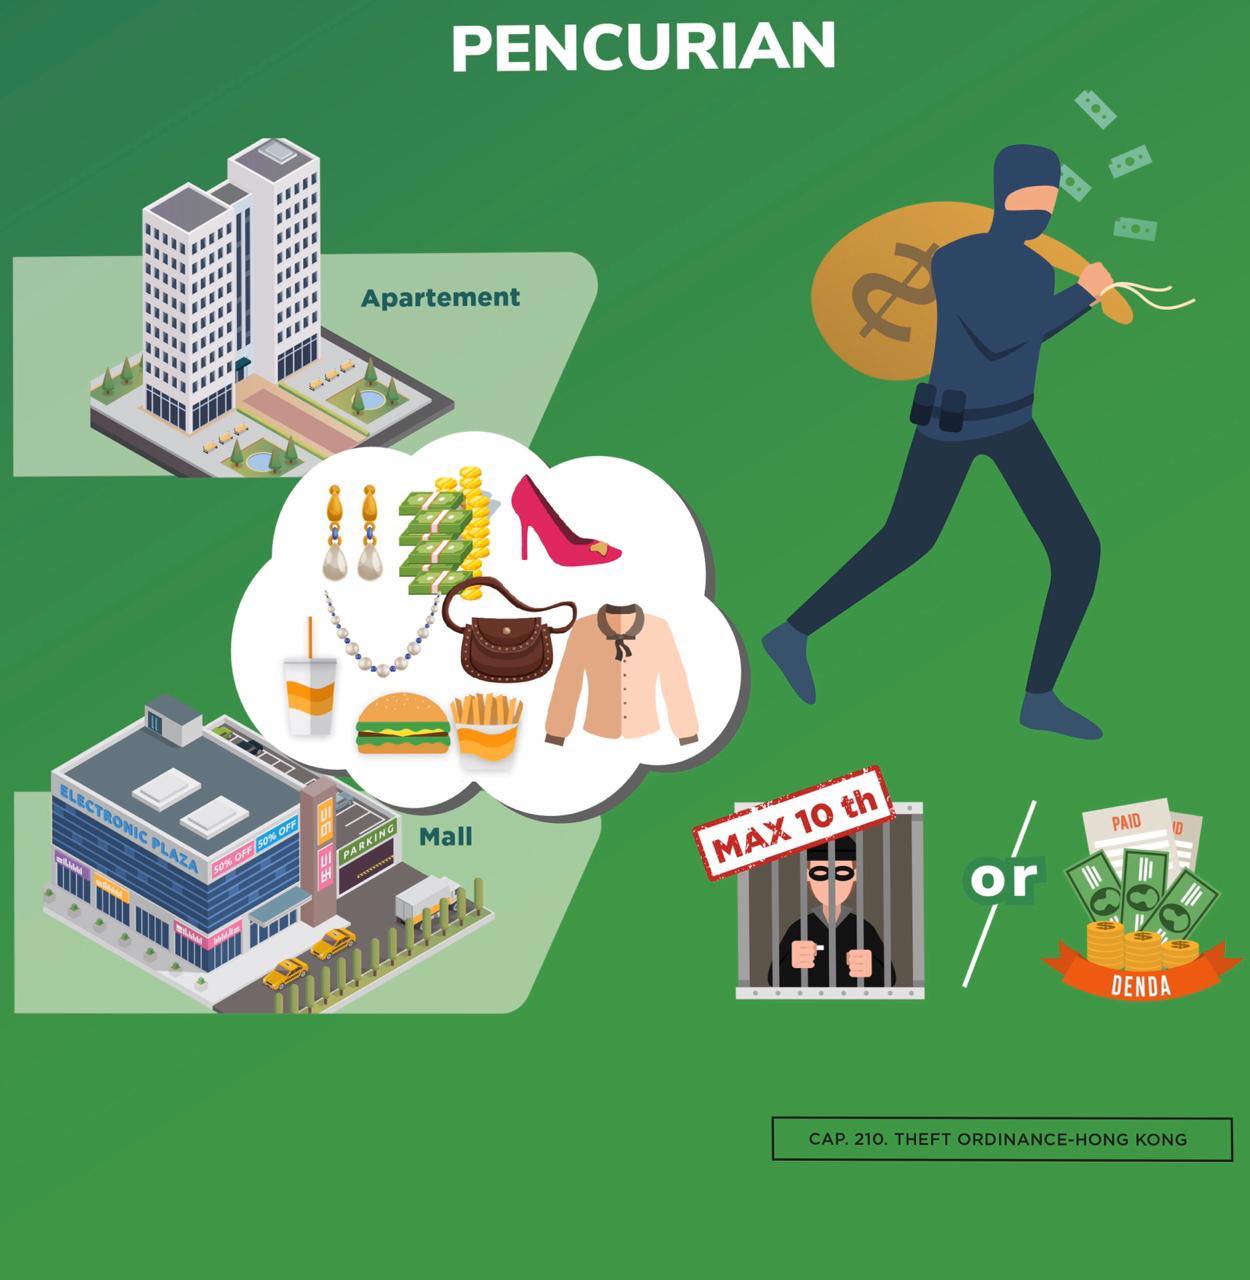 PENCURIAN
Apartement
ELECTRONIC PLAZA
50% OFF
50% OFF
PARKING
Mall
MAX 10 th
or
PAID
DENDA
CAP. 210. THEFT ORDINANCE-HONG KONG